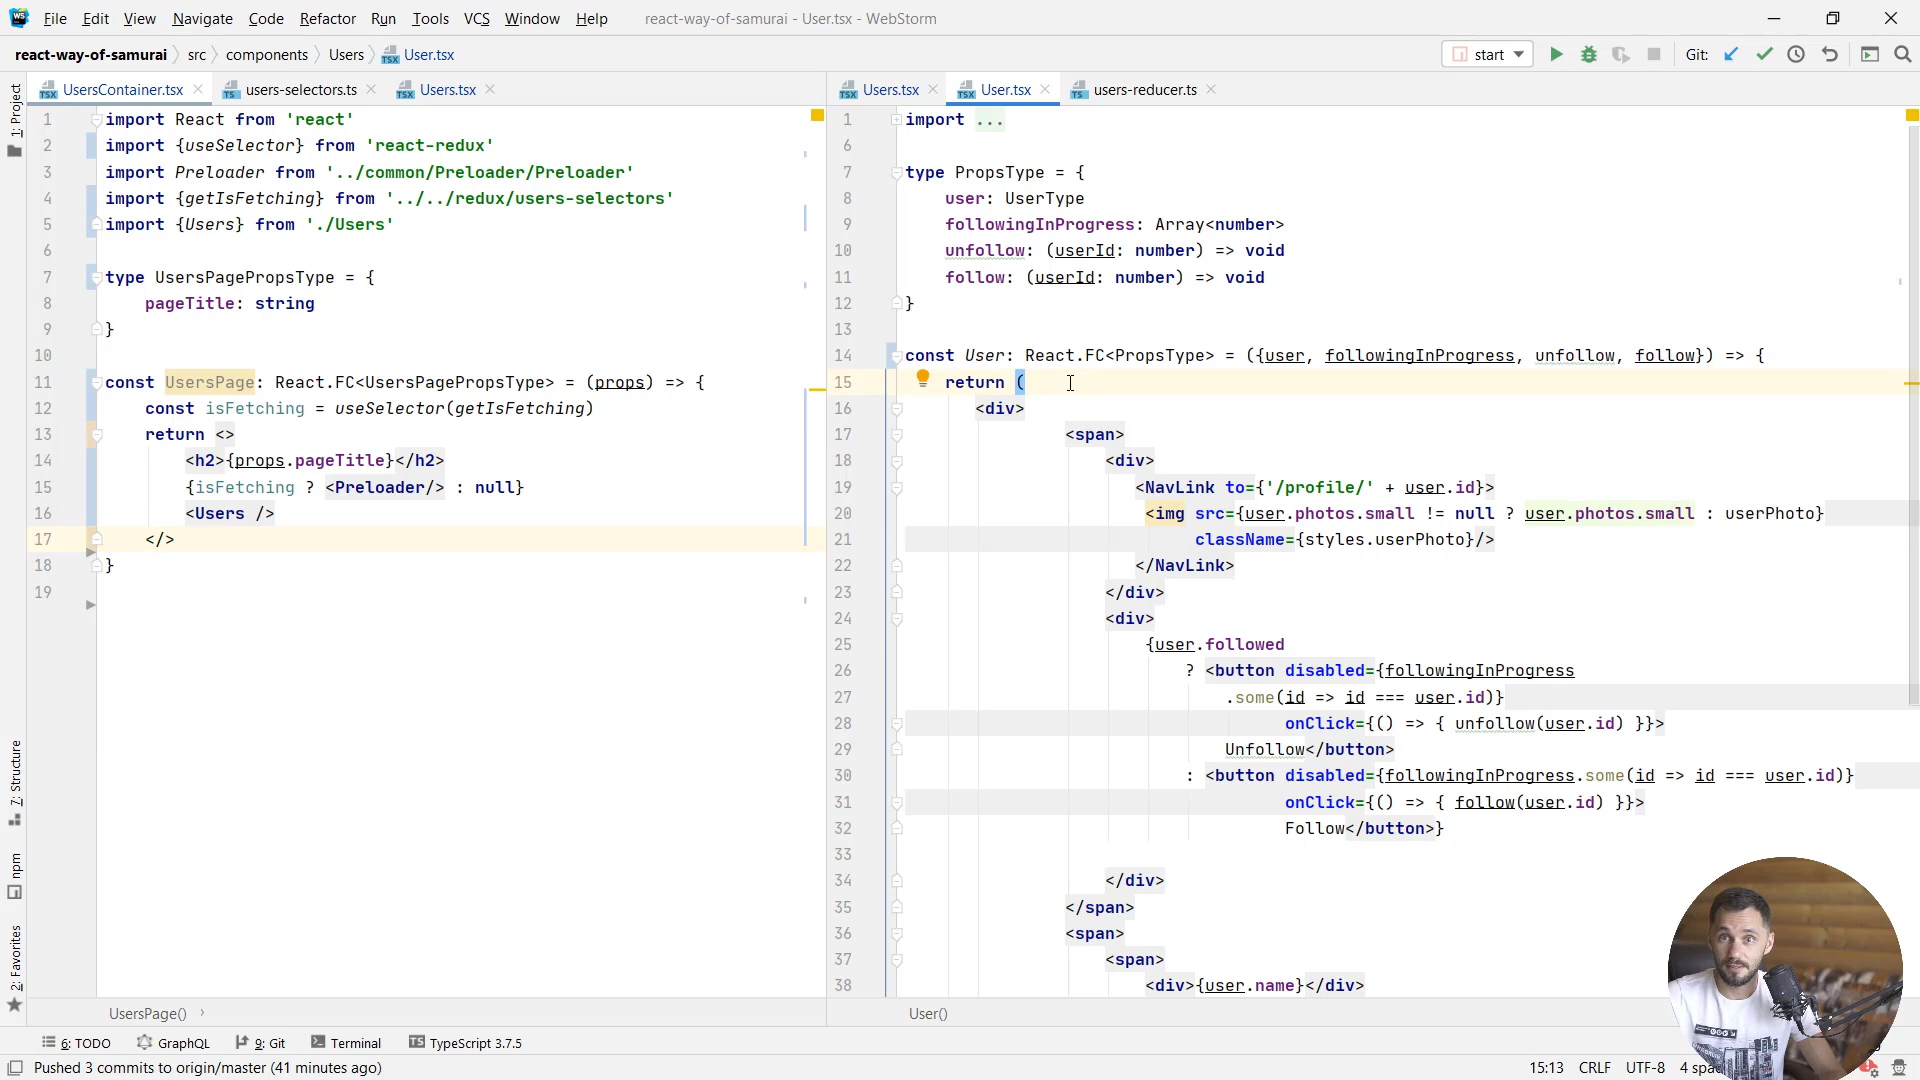 File Edit View Navigate Code Refactor Run Tools VCS Window Help react-way-of-samurai - User.tsx - WebStorm
react-way-of-samurai src components Users User.tsx start Git:
UsersContainer.tsx users-selectors.ts Users.tsx
1: Project
1 import React from 'react'
2 import {useSelector} from 'react-redux'
3 import Preloader from '../common/Preloader/Preloader'
4 import {getIsFetching} from '../../redux/users-selectors'
5 import {Users} from './Users'
6
7 type UsersPagePropsType = {
8 pageTitle: string
9 }
10
11 const UsersPage: React.FC<UsersPagePropsType> = (props) => {
12 const isFetching = useSelector(getIsFetching)
13 return <>
14 <h2>{props.pageTitle}</h2>
15 {isFetching ? <Preloader/> : null}
16 <Users />
17 </>
18 }
19
7: Structure
npm
2: Favorites
UsersPage()
Users.tsx User.tsx users-reducer.ts
1 import ...
6
7 type PropsType = {
8 user: UserType
9 followingInProgress: Array<number>
10 unfollow: (userId: number) => void
11 follow: (userId: number) => void
12 }
13
14 const User: React.FC<PropsType> = ({user, followingInProgress, unfollow, follow}) => {
15 return (
16 <div>
17 <span>
18 <div>
19 <NavLink to={'/profile/' + user.id}>
20 <img src={user.photos.small != null ? user.photos.small : userPhoto}
21 className={styles.userPhoto}/>
22 </NavLink>
23 </div>
24 <div>
25 {user.followed
26 ? <button disabled={followingInProgress
27 .some(id => id === user.id)}
28 onClick={() => { unfollow(user.id) }}>
29 Unfollow</button>
30 : <button disabled={followingInProgress.some(id => id === user.id)}
31 onClick={() => { follow(user.id) }}>
32 Follow</button>}
33
34 </div>
35 </span>
36 <span>
37 <span>
38 <div>{user.name}</div>
User()
6: TODO GraphQL 9: Git Terminal TypeScript 3.7.5
Pushed 3 commits to origin/master (41 minutes ago) 15:13 CRLF UTF-8 4